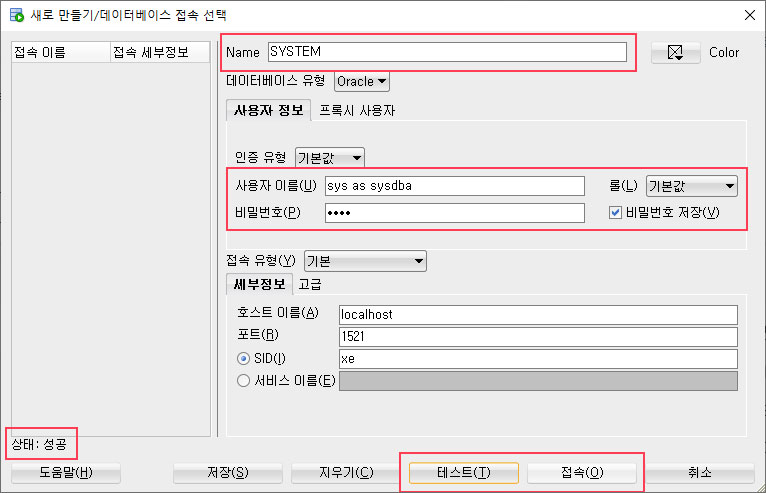 새로 만들기/데이터베이스 접속 선택
접속 이름 접속 세부정보
Name SYSTEM Color
데이터베이스 유형 Oracle
사용자 정보 프록시 사용자
인증 유형 기본값
사용자 이름(U) sys as sysdba 롤(L) 기본값
비밀번호(P) •••• 비밀번호 저장(V)
접속 유형(Y) 기본
세부정보 고급
호스트 이름(A) localhost
포트(R) 1521
SID(I) xe
서비스 이름(E)
상태: 성공
도움말(H) 저장(S) 지우기(C) 테스트(T) 접속(O) 취소